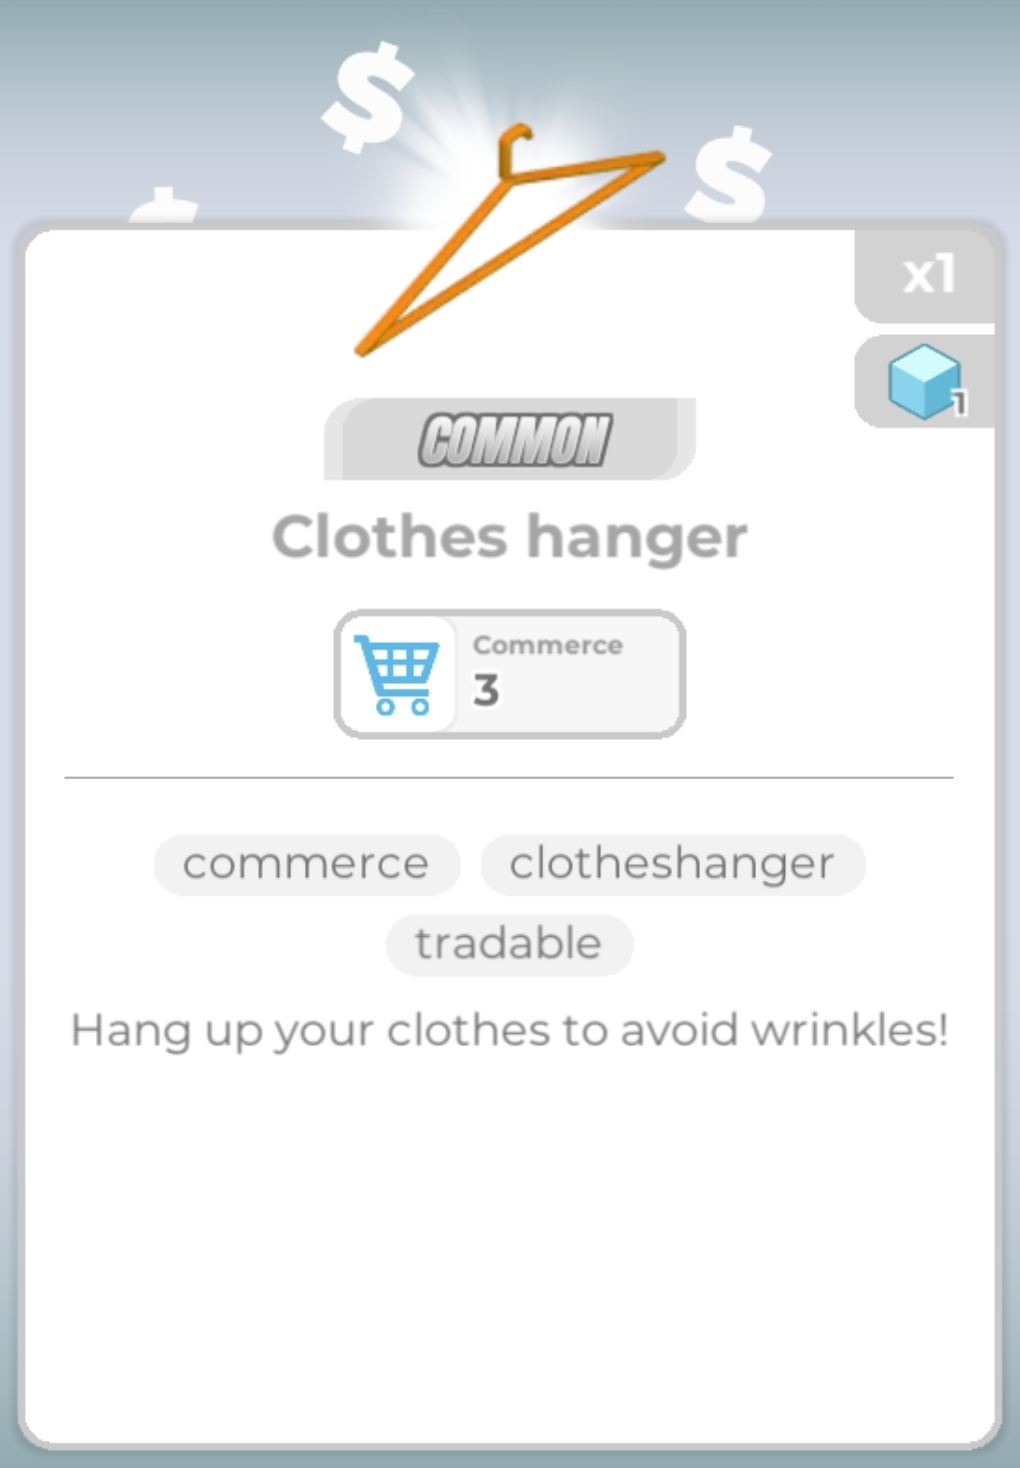 $
$
$
x1
1
COMMON
Clothes hanger
Commerce
3
commerce clotheshanger
tradable
Hang up your clothes to avoid wrinkles!